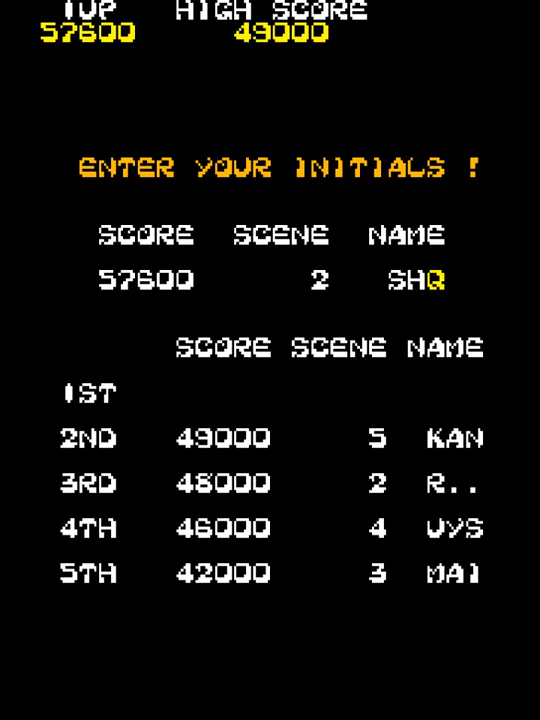 1UP HIGH SCORE
57600 49000
ENTER YOUR INITIALS !
SCORE SCENE NAME
57600 2 SHQ
SCORE SCENE NAME
1ST
2ND 49000 5 KAN
3RD 48000 2 R..
4TH 46000 4 UYS
5TH 42000 3 MAI